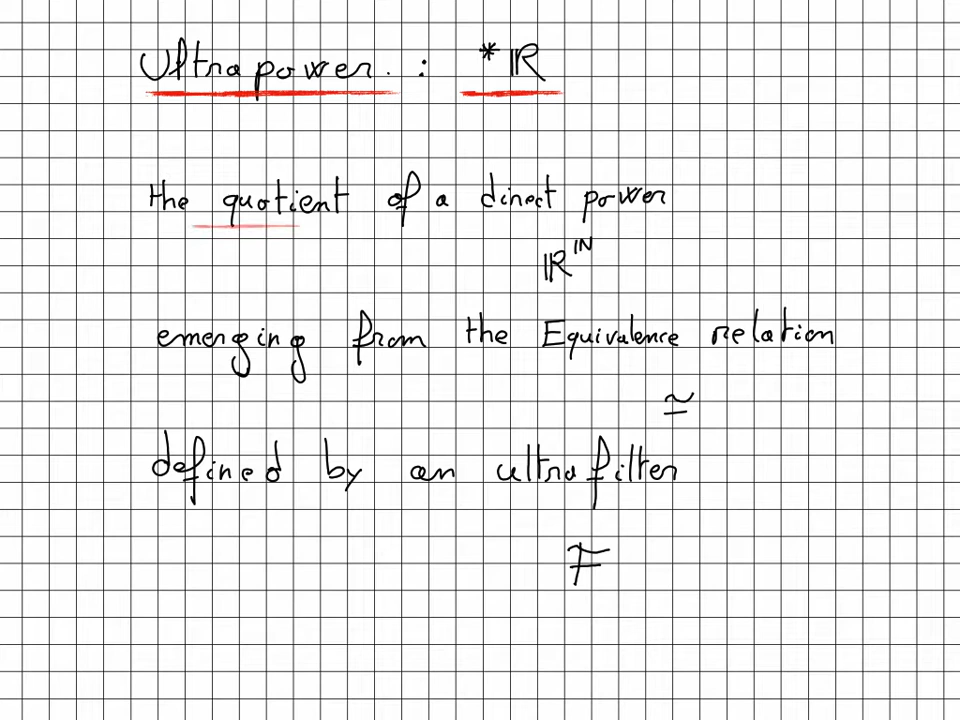 Ultrapower. : *ℝ
the quotient of a direct power
ℝ^ℕ
emerging from the Equivalence relation
≃
defined by an ultrafilter
F